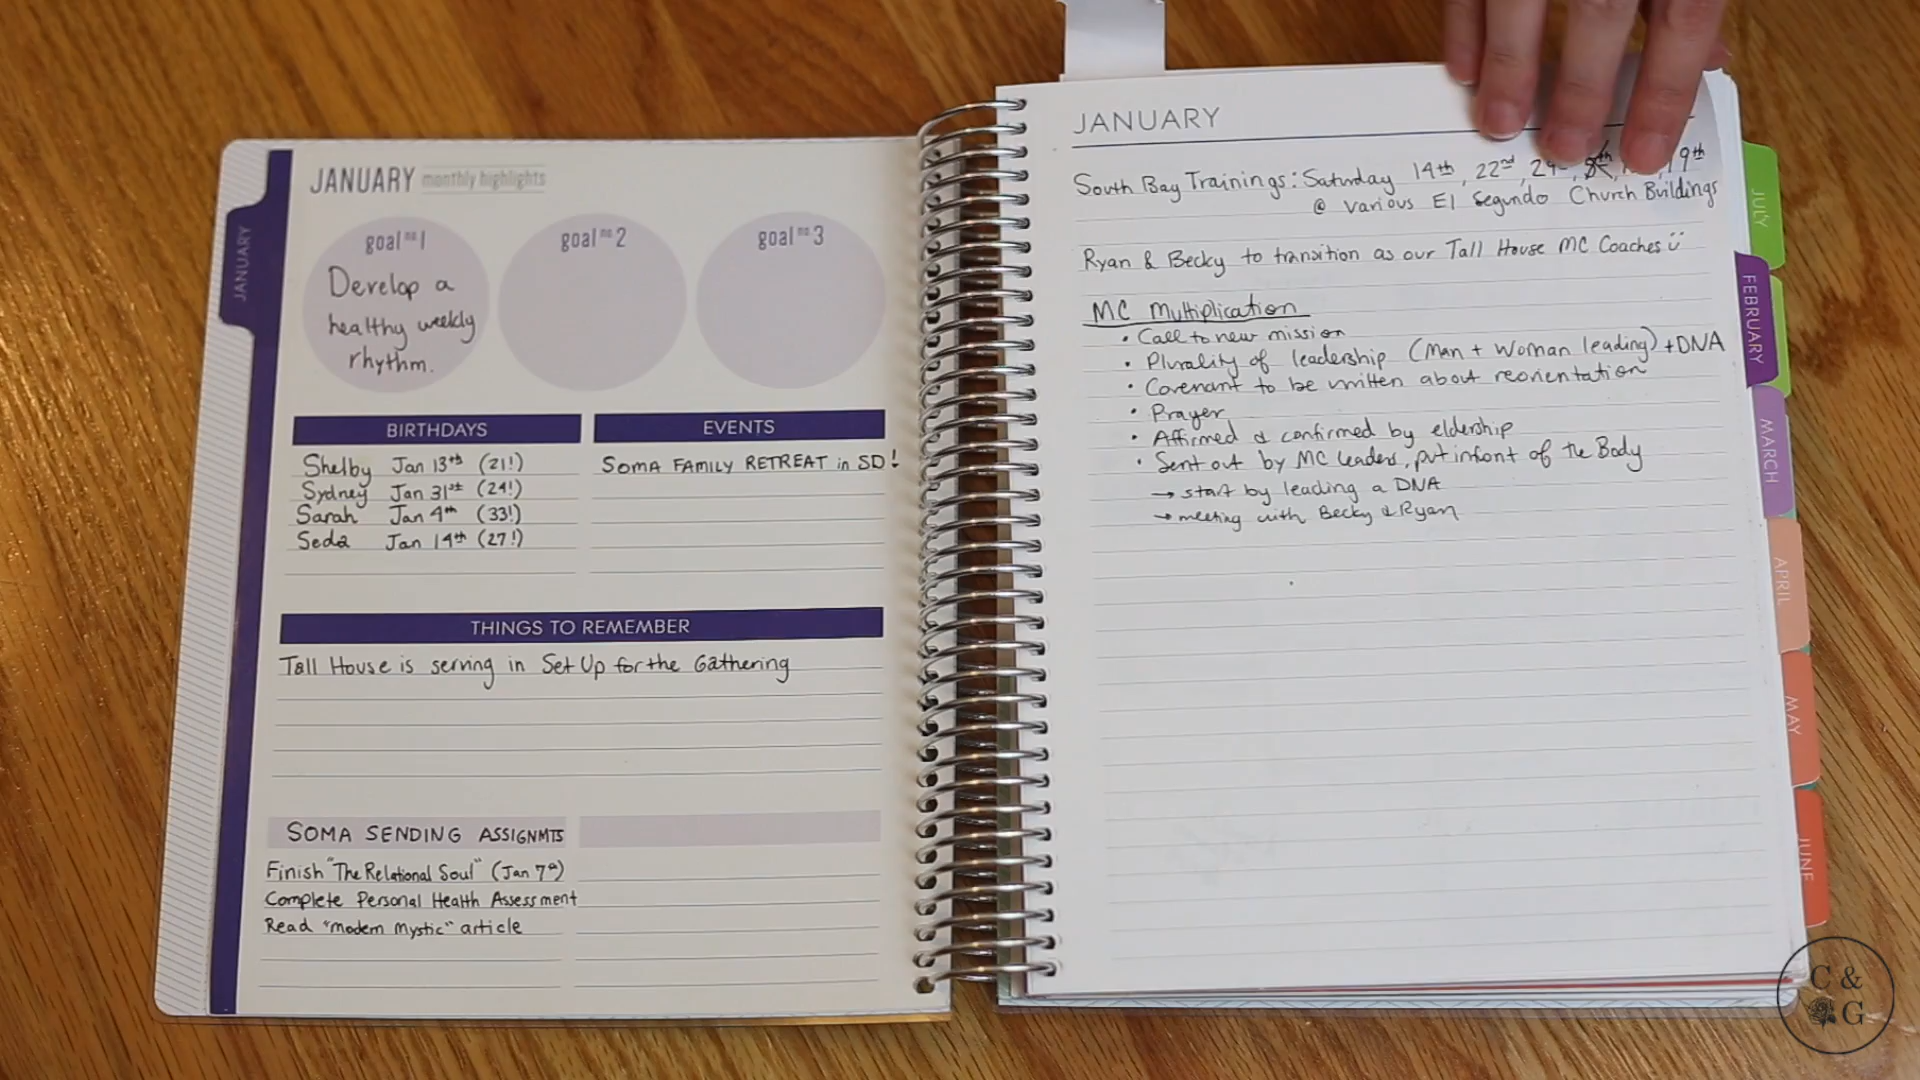 JANUARY monthly highlights
goal no. 1
Develop a
healthy weekly
rhythm.
goal no. 2
goal no. 3
BIRTHDAYS
Shelby Jan 13th (21!)
Sydney Jan 31st (24!)
Sarah Jan 4th (33!)
Seda Jan 14th (27!)
EVENTS
SOMA FAMILY RETREAT in SD!
THINGS TO REMEMBER
Tall House is serving in Set Up for the Gathering
SOMA SENDING ASSIGNMTS
Finish "The Relational Soul" (Jan 7th)
Complete Personal Health Assessment
Read "modern mystic" article
JANUARY
JANUARY
South Bay Trainings: Saturday 14th, 22nd, 19th
@ various El Segundo Church Buildings
Ryan & Becky to transition as our Tall House MC Coaches
MC Multiplication
• Call to new mission
• Plurality of leadership (Man + Woman leading) + DNA
• Covenant to be written about reorientation
• Prayer
• Affirmed & confirmed by eldership
• Sent out by MC leaders, put infront of the Body
→ start by leading a DNA
→ meeting with Becky & Ryan
JULY
FEBRUARY
MARCH
APRIL
MAY
JUNE
C &
G